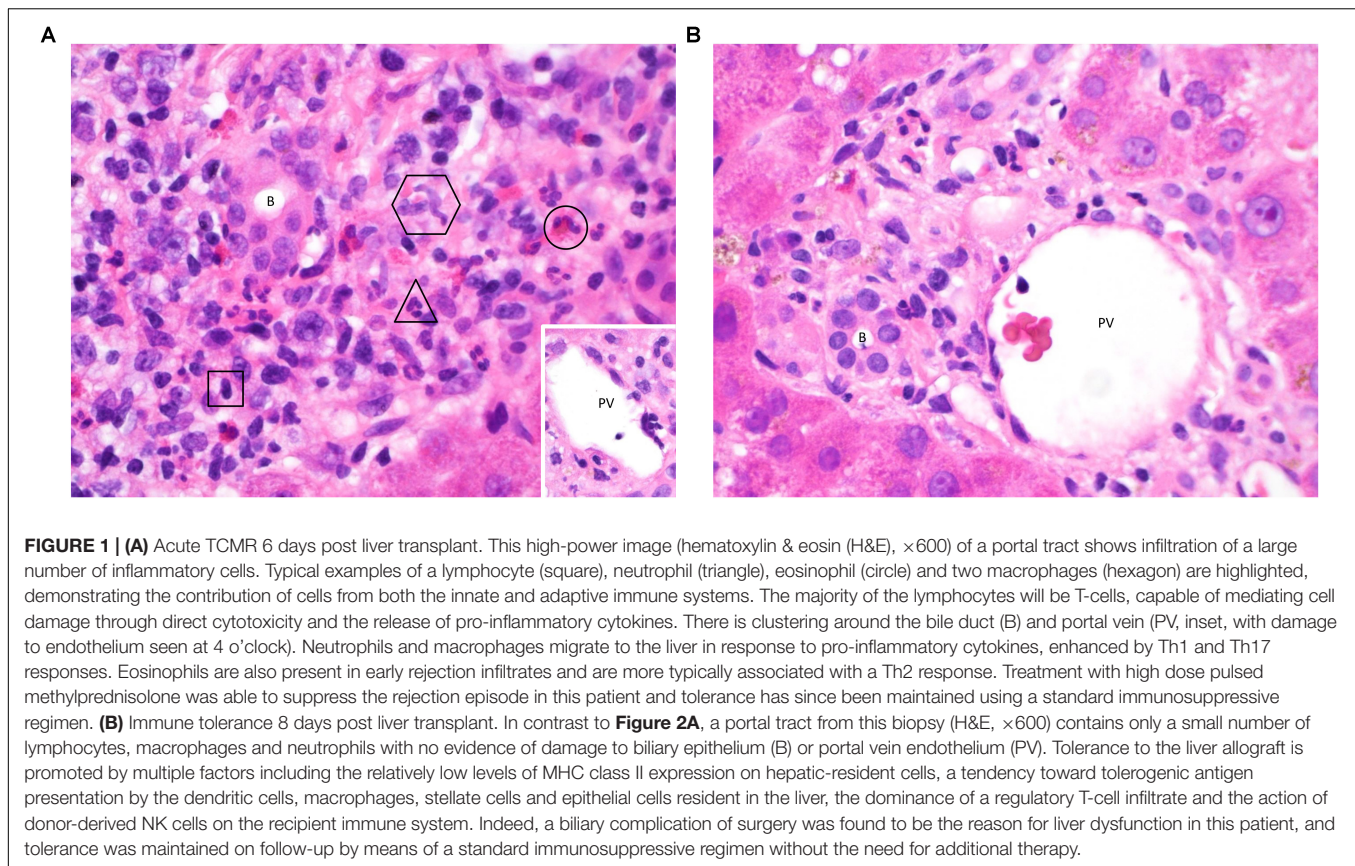 A
B
B
PV
B
PV
FIGURE 1 | (A) Acute TCMR 6 days post liver transplant. This high-power image (hematoxylin & eosin (H&E), ×600) of a portal tract shows infiltration of a large
number of inflammatory cells. Typical examples of a lymphocyte (square), neutrophil (triangle), eosinophil (circle) and two macrophages (hexagon) are highlighted,
demonstrating the contribution of cells from both the innate and adaptive immune systems. The majority of the lymphocytes will be T-cells, capable of mediating cell
damage through direct cytotoxicity and the release of pro-inflammatory cytokines. There is clustering around the bile duct (B) and portal vein (PV, inset, with damage
to endothelium seen at 4 o'clock). Neutrophils and macrophages migrate to the liver in response to pro-inflammatory cytokines, enhanced by Th1 and Th17
responses. Eosinophils are also present in early rejection infiltrates and are more typically associated with a Th2 response. Treatment with high dose pulsed
methylprednisolone was able to suppress the rejection episode in this patient and tolerance has since been maintained using a standard immunosuppressive
regimen. (B) Immune tolerance 8 days post liver transplant. In contrast to Figure 2A, a portal tract from this biopsy (H&E, ×600) contains only a small number of
lymphocytes, macrophages and neutrophils with no evidence of damage to biliary epithelium (B) or portal vein endothelium (PV). Tolerance to the liver allograft is
promoted by multiple factors including the relatively low levels of MHC class II expression on hepatic-resident cells, a tendency toward tolerogenic antigen
presentation by the dendritic cells, macrophages, stellate cells and epithelial cells resident in the liver, the dominance of a regulatory T-cell infiltrate and the action of
donor-derived NK cells on the recipient immune system. Indeed, a biliary complication of surgery was found to be the reason for liver dysfunction in this patient, and
tolerance was maintained on follow-up by means of a standard immunosuppressive regimen without the need for additional therapy.